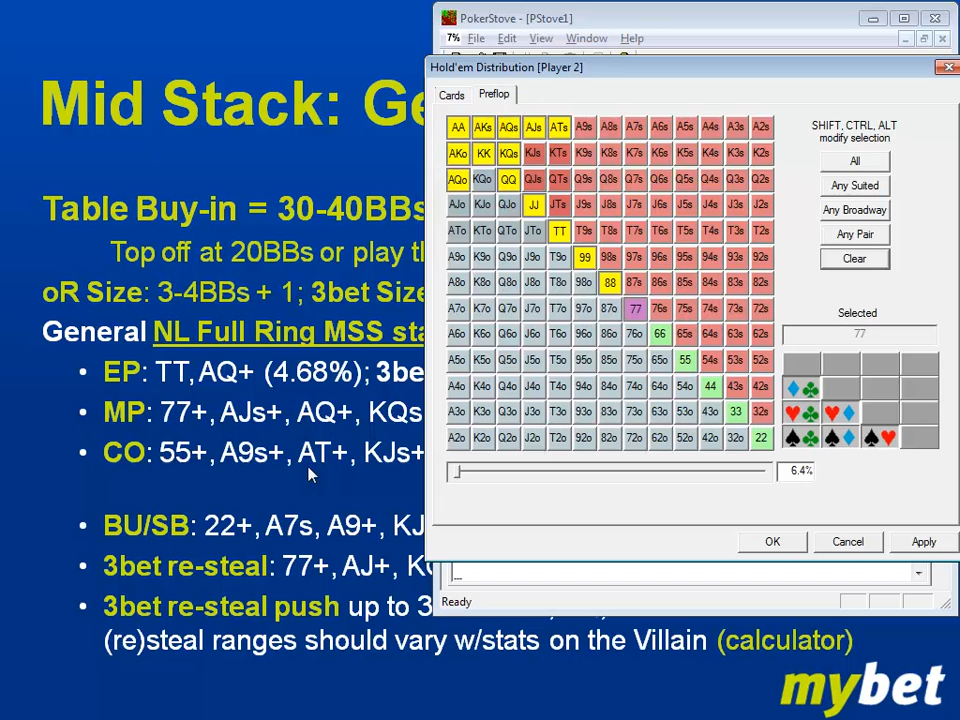 PokerStove - [PStove1]
7% File Edit View Window Help
Hold'em Distribution [Player 2]
Cards Preflop
AA AKs AQs AJs ATs A9s A8s A7s A6s A5s A4s A3s A2s
AKo KK KQs KJs KTs K9s K8s K7s K6s K5s K4s K3s K2s
AQo KQo QQ QJs QTs Q9s Q8s Q7s Q6s Q5s Q4s Q3s Q2s
AJo KJo QJo JJ JTs J9s J8s J7s J6s J5s J4s J3s J2s
ATo KTo QTo JTo TT T9s T8s T7s T6s T5s T4s T3s T2s
A9o K9o Q9o J9o T9o 99 98s 97s 96s 95s 94s 93s 92s
A8o K8o Q8o J8o T8o 98o 88 87s 86s 85s 84s 83s 82s
A7o K7o Q7o J7o T7o 97o 87o 77 76s 75s 74s 73s 72s
A6o K6o Q6o J6o T6o 96o 86o 76o 66 65s 64s 63s 62s
A5o K5o Q5o J5o T5o 95o 85o 75o 65o 55 54s 53s 52s
A4o K4o Q4o J4o T4o 94o 84o 74o 64o 54o 44 43s 42s
A3o K3o Q3o J3o T3o 93o 83o 73o 63o 53o 43o 33 32s
A2o K2o Q2o J2o T2o 92o 82o 72o 62o 52o 42o 32o 22
SHIFT, CTRL, ALT
modify selection
All
Any Suited
Any Broadway
Any Pair
Clear
Selected
77
6.4%
OK Cancel Apply
Ready
Mid Stack: Ge
Table Buy-in = 30-40BBs
Top off at 20BBs or play th
oR Size: 3-4BBs + 1; 3bet Size
General NL Full Ring MSS sta
• EP: TT, AQ+ (4.68%); 3be
• MP: 77+, AJs+, AQ+, KQs
• CO: 55+, A9s+, AT+, KJs+
• BU/SB: 22+, A7s, A9+, KJ
• 3bet re-steal: 77+, AJ+, KQ
• 3bet re-steal push up to 3
(re)steal ranges should vary w/stats on the Villain (calculator)
mybet